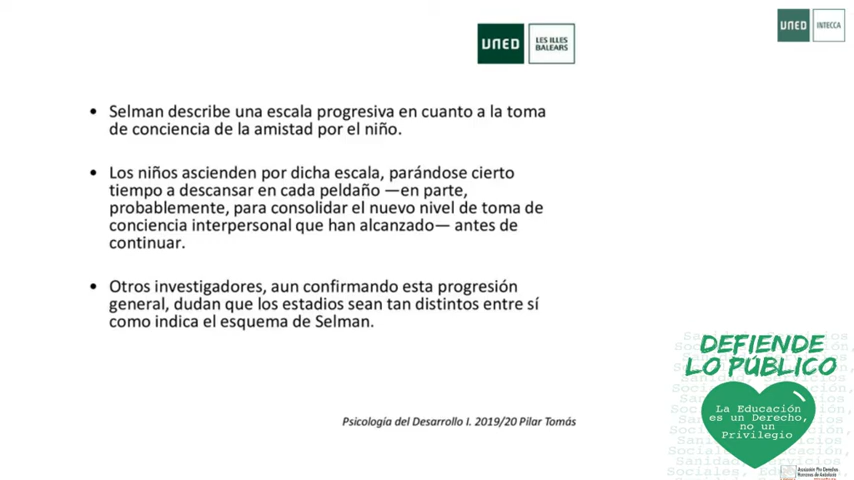 UNED
LES ILLES
BALEARS
UNED
INTECCA
• Selman describe una escala progresiva en cuanto a la toma
de conciencia de la amistad por el niño.
• Los niños ascienden por dicha escala, parándose cierto
tiempo a descansar en cada peldaño —en parte,
probablemente, para consolidar el nuevo nivel de toma de
conciencia interpersonal que han alcanzado— antes de
continuar.
• Otros investigadores, aun confirmando esta progresión
general, dudan que los estadios sean tan distintos entre sí
como indica el esquema de Selman.
Psicología del Desarrollo I. 2019/20 Pilar Tomás
DEFIENDE
LO PÚBLICO
La Educación
es un Derecho,
no un
Privilegio